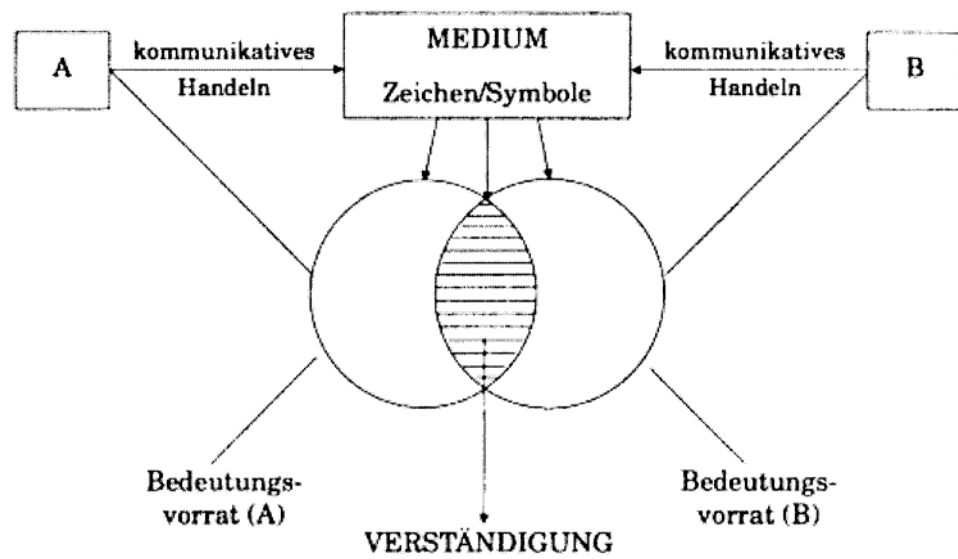 A
kommunikatives
Handeln
MEDIUM
Zeichen/Symbole
kommunikatives
Handeln
B
Bedeutungs-
vorrat (A)
Bedeutungs-
vorrat (B)
VERSTÄNDIGUNG